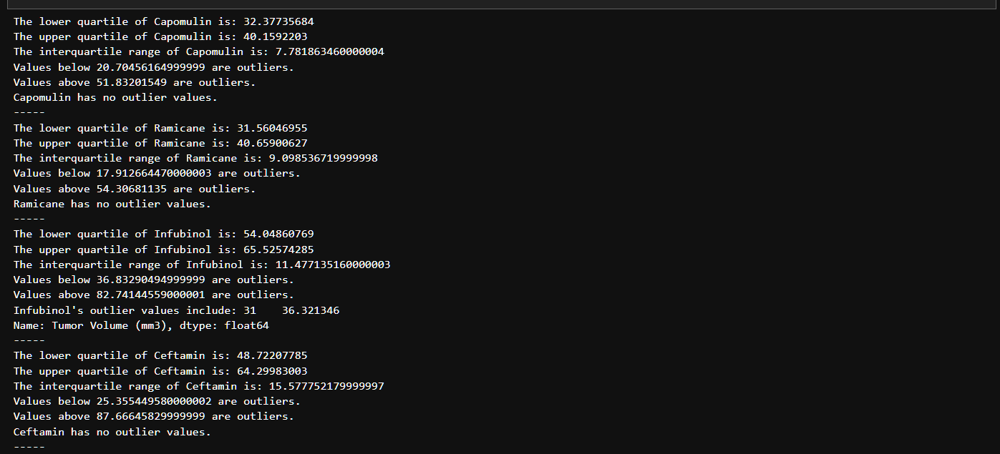 The lower quartile of Capomulin is: 32.37735684
The upper quartile of Capomulin is: 40.1592203
The interquartile range of Capomulin is: 7.781863460000004
Values below 20.70456164999999 are outliers.
Values above 51.83201549 are outliers.
Capomulin has no outlier values.
-----
The lower quartile of Ramicane is: 31.56046955
The upper quartile of Ramicane is: 40.65900627
The interquartile range of Ramicane is: 9.098536719999998
Values below 17.912664470000003 are outliers.
Values above 54.30681135 are outliers.
Ramicane has no outlier values.
-----
The lower quartile of Infubinol is: 54.04860769
The upper quartile of Infubinol is: 65.52574285
The interquartile range of Infubinol is: 11.477135160000003
Values below 36.83290494999999 are outliers.
Values above 82.74144559000001 are outliers.
Infubinol's outlier values include: 31    36.321346
Name: Tumor Volume (mm3), dtype: float64
-----
The lower quartile of Ceftamin is: 48.72207785
The upper quartile of Ceftamin is: 64.29983003
The interquartile range of Ceftamin is: 15.577752179999997
Values below 25.355449580000002 are outliers.
Values above 87.66645829999999 are outliers.
Ceftamin has no outlier values.
-----